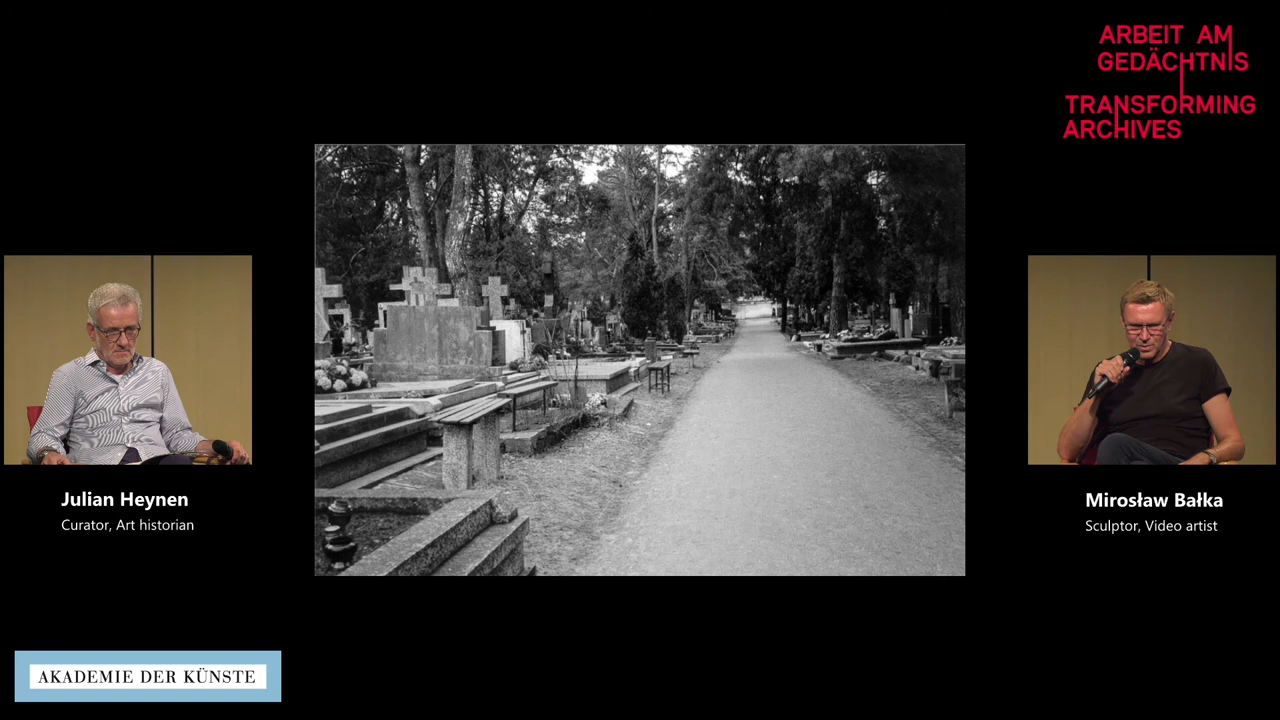 ARBEIT AM
GEDÄCHTNIS
TRANSFORMING
ARCHIVES
Julian Heynen
Curator, Art historian
Mirosław Bałka
Sculptor, Video artist
AKADEMIE DER KÜNSTE